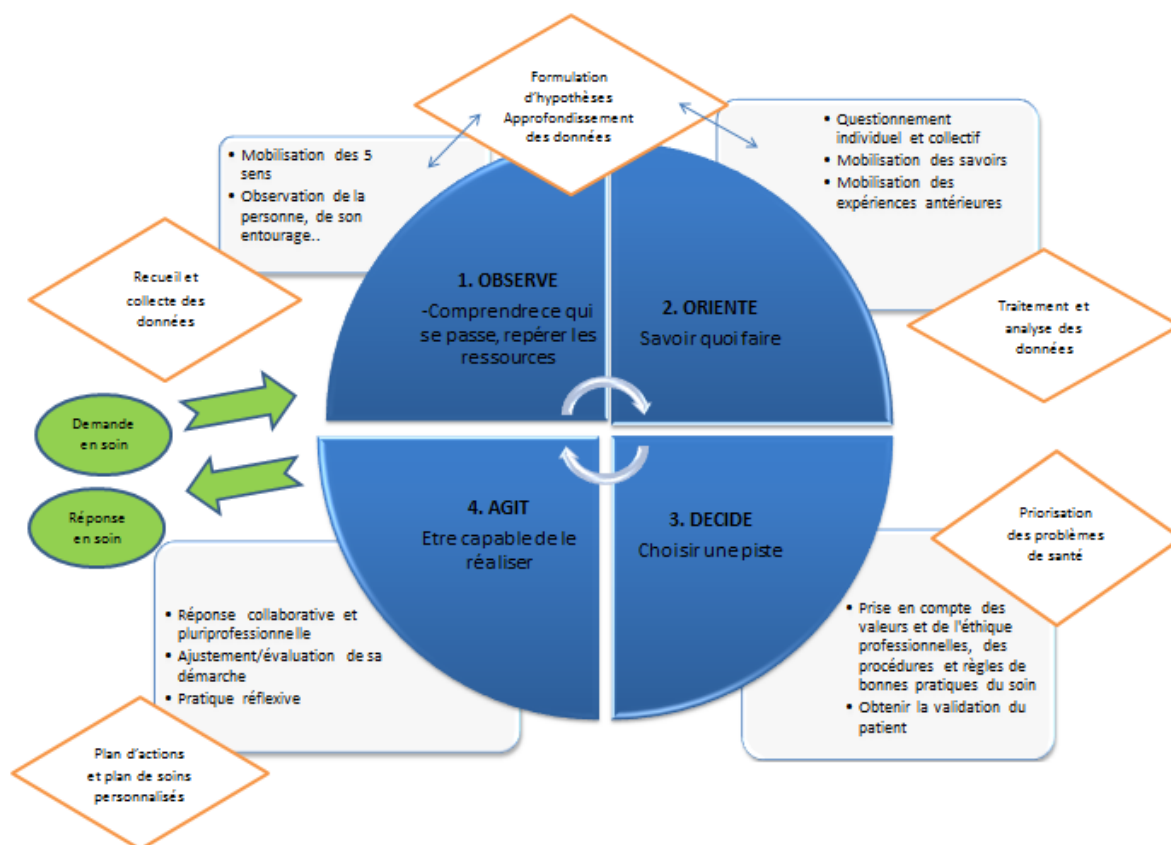 Formulation
d'hypothèses
Approfondissement
des données
• Mobilisation des 5
sens
• Observation de la
personne, de son
entourage..
• Questionnement
individuel et collectif
• Mobilisation des savoirs
• Mobilisation des
expériences antérieures
Recueil et
collecte des
données
1. OBSERVE
-Comprendre ce qui
se passe, repérer les
ressources
2. ORIENTE
Savoir quoi faire
Traitement et
analyse des
données
Demande
en soin
Réponse
en soin
4. AGIT
Etre capable de le
réaliser
3. DECIDE
Choisir une piste
Priorisation
des problèmes
de santé
• Réponse collaborative et
pluriprofessionnelle
• Ajustement/évaluation de sa
démarche
• Pratique réflexive
• Prise en compte des
valeurs et de l'éthique
professionnelles, des
procédures et règles de
bonnes pratiques du soin
• Obtenir la validation du
patient
Plan d'actions
et plan de soins
personnalisés